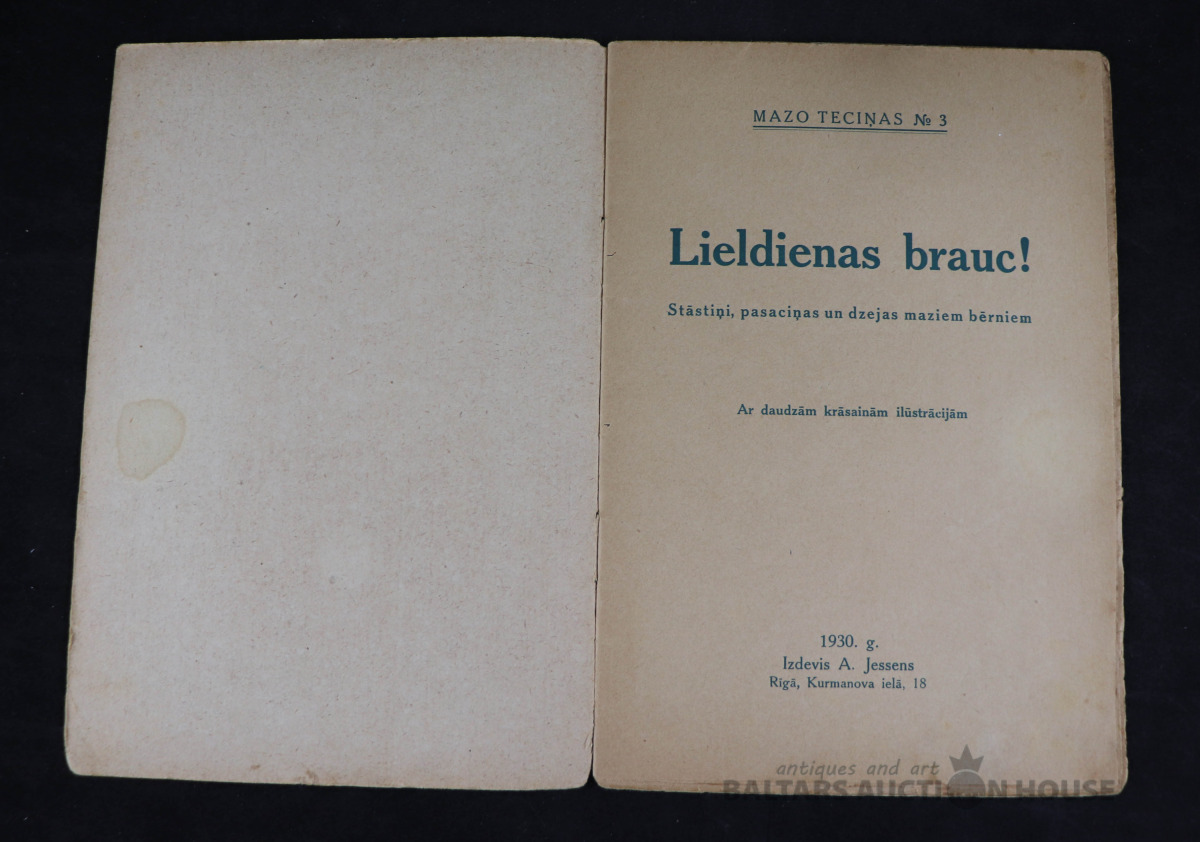 MAZO TECIŅAS № 3
Lieldienas brauc!
Stāstiņi, pasaciņas un dzejas maziem bērniem
Ar daudzām krāsainām ilūstrācijām
1930. g.
Izdevis A. Jessens
Rīgā, Kurmanova ielā, 18
antiques and art
BALTARS AUCTION HOUSE